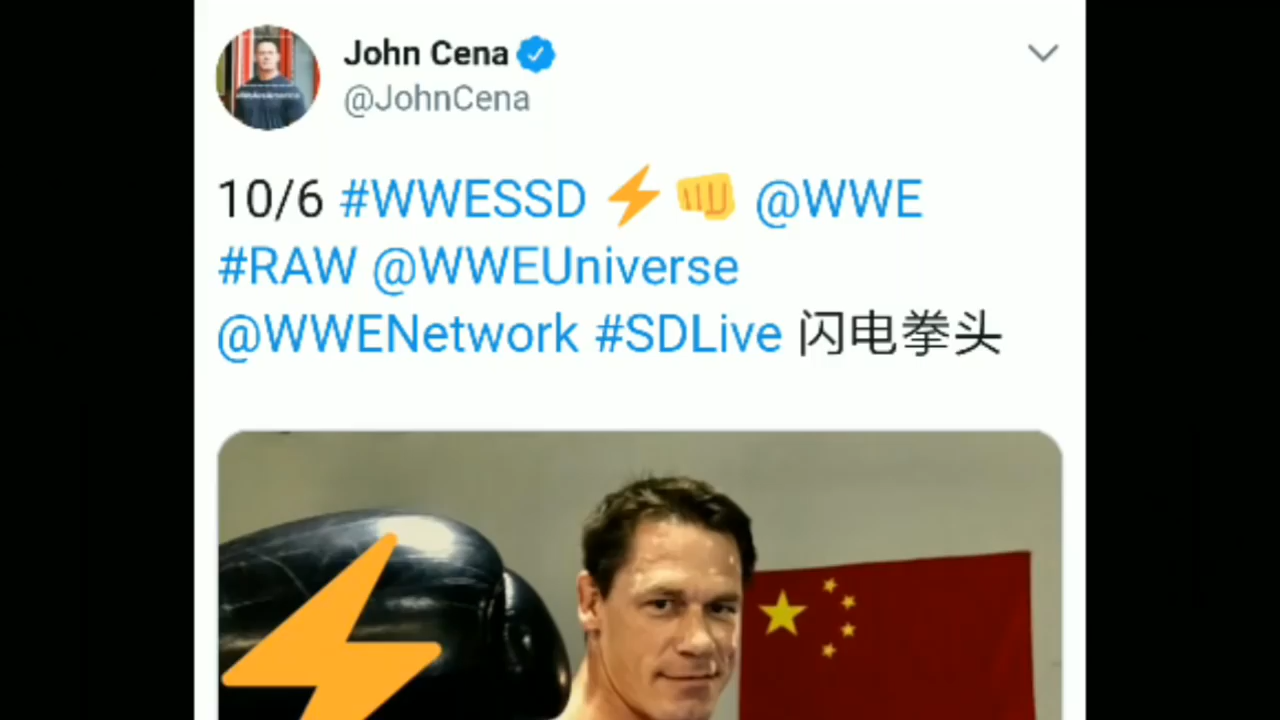 John Cena
@JohnCena
10/6 #WWESSD ⚡👊 @WWE
#RAW @WWEUniverse
@WWENetwork #SDLive 闪电拳头